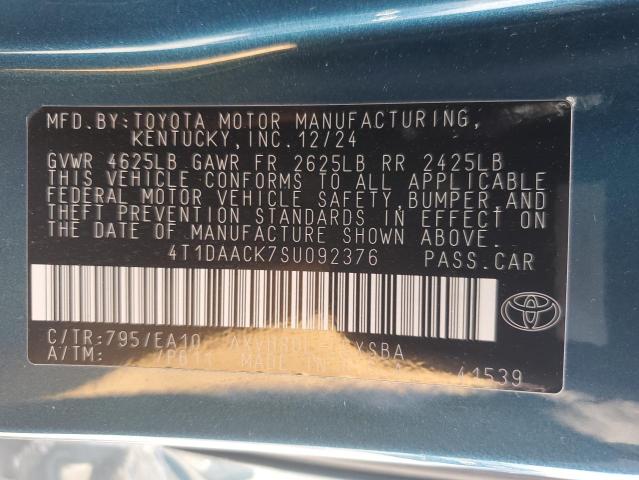 MFD.BY:TOYOTA MOTOR MANUFACTURING,
KENTUCKY,INC.12/24
GVWR 4625LB GAWR FR 2625LB RR 2425LB
THIS VEHICLE CONFORMS TO ALL APPLICABLE
FEDERAL MOTOR VEHICLE SAFETY,BUMPER,AND
THEFT PREVENTION STANDARDS IN EFFECT ON
THE DATE OF MANUFACTURE SHOWN ABOVE.
4T1DAACK7SU092376 PASS.CAR
C/TR:795/EA10
A/TM: MADE IN
41539